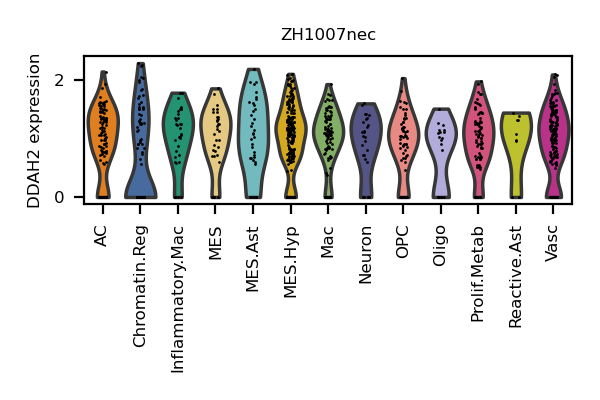 ZH1007nec
DDAH2 expression
2
0
AC
Chromatin.Reg
Inflammatory.Mac
MES
MES.Ast
MES.Hyp
Mac
Neuron
OPC
Oligo
Prolif.Metab
Reactive.Ast
Vasc